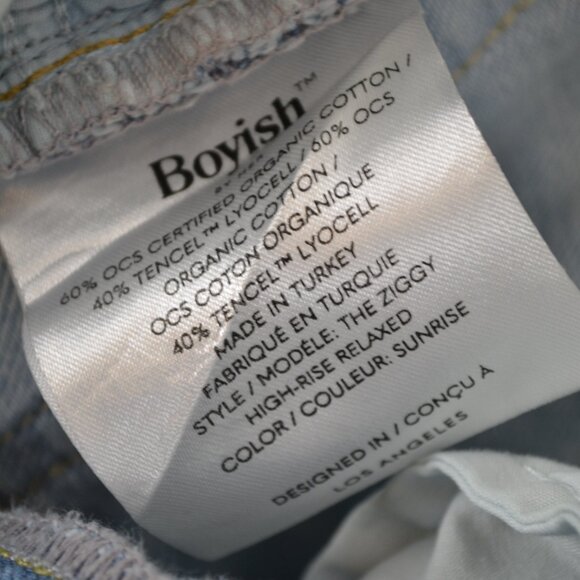 Boyish™
60% OCS CERTIFIED ORGANIC COTTON /
40% TENCEL™ LYOCELL / 60% OCS
ORGANIC COTTON /
OCS COTON ORGANIQUE
40% TENCEL™ LYOCELL
MADE IN TURKEY
FABRIQUÉ EN TURQUIE
STYLE / MODÈLE: THE ZIGGY
HIGH-RISE RELAXED
COLOR / COULEUR: SUNRISE
DESIGNED IN / CONÇU À
LOS ANGELES